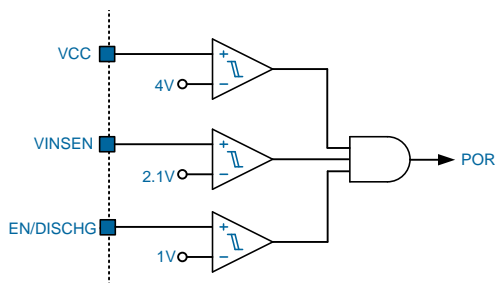 VCC
+
4V
−
VINSEN
+
2.1V
−
POR
EN/DISCHG
+
1V
−